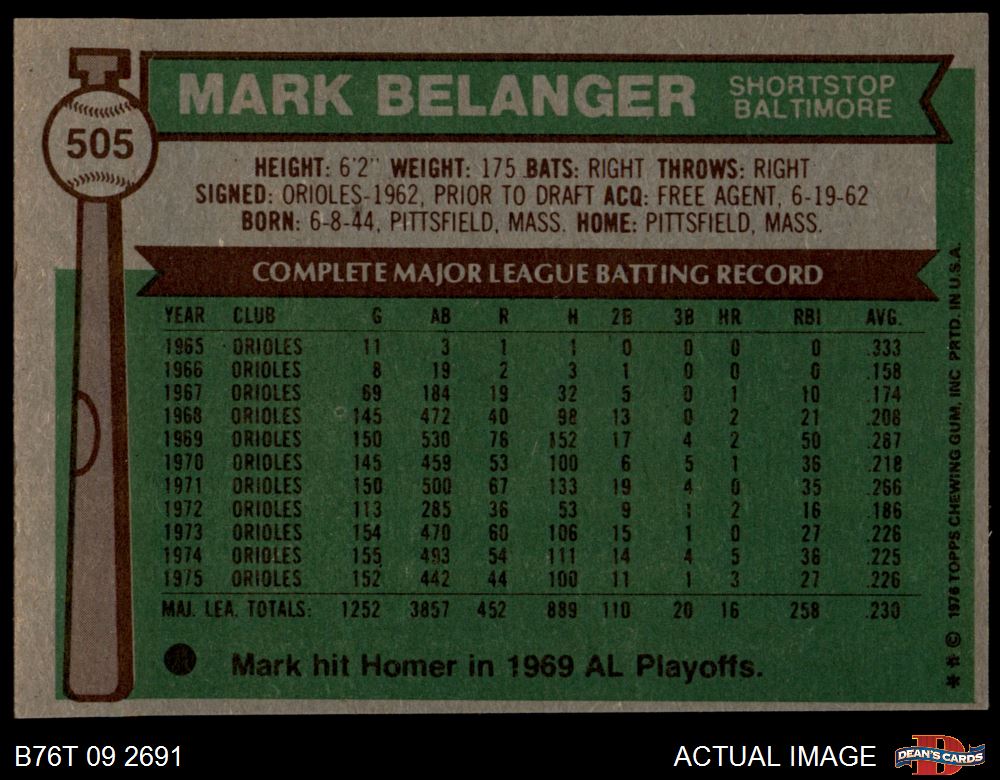 MARK BELANGER
SHORTSTOP
BALTIMORE
505
HEIGHT: 6'2" WEIGHT: 175 BATS: RIGHT THROWS: RIGHT
SIGNED: ORIOLES-1962, PRIOR TO DRAFT ACQ: FREE AGENT, 6-19-62
BORN: 6-8-44, PITTSFIELD, MASS. HOME: PITTSFIELD, MASS.
COMPLETE MAJOR LEAGUE BATTING RECORD
YEAR CLUB G AB R H 2B 3B HR RBI AVG.
1965 ORIOLES 11 3 1 1 0 0 0 0 .333
1966 ORIOLES 8 19 2 3 1 0 0 0 .158
1967 ORIOLES 69 184 19 32 5 0 1 10 .174
1968 ORIOLES 145 472 40 98 13 0 2 21 .208
1969 ORIOLES 150 530 76 152 17 4 2 50 .287
1970 ORIOLES 145 459 53 100 6 5 1 36 .218
1971 ORIOLES 150 500 67 133 19 4 0 35 .266
1972 ORIOLES 113 285 36 53 9 1 2 16 .186
1973 ORIOLES 154 470 60 106 15 1 0 27 .226
1974 ORIOLES 155 493 54 111 14 4 5 36 .225
1975 ORIOLES 152 442 44 100 11 1 3 27 .226
MAJ. LEA. TOTALS: 1252 3857 452 889 110 20 16 258 .230
Mark hit Homer in 1969 AL Playoffs.
** © 1976 TOPPS CHEWING GUM, INC PRTD. IN U.S.A.
B76T 09 2691
ACTUAL IMAGE
DEAN'S CARDS